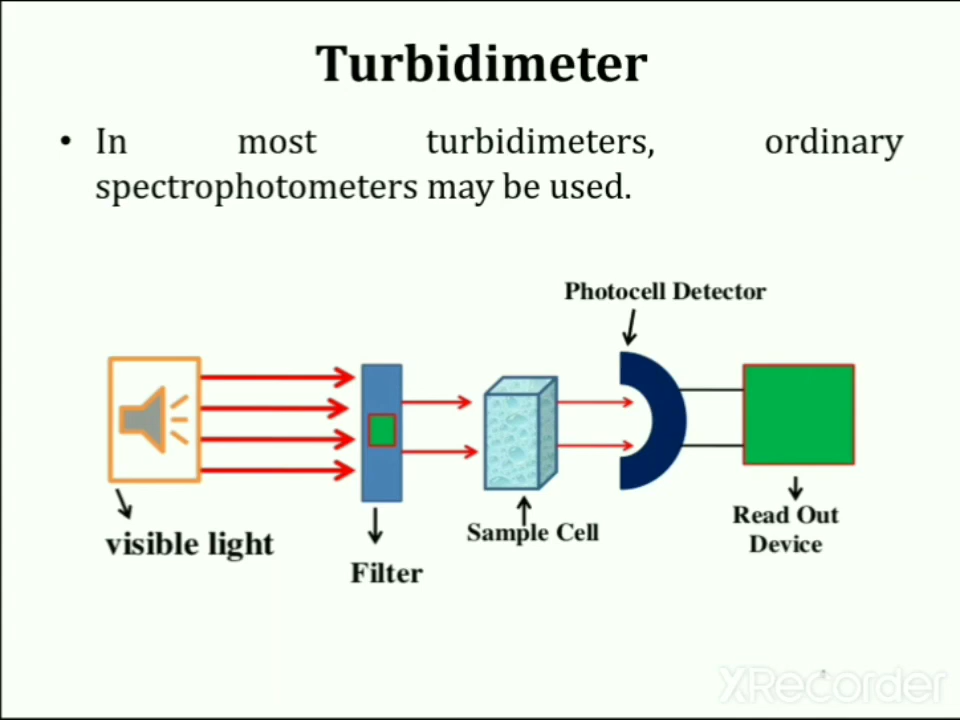 Turbidimeter
• In most turbidimeters, ordinary
spectrophotometers may be used.
Photocell Detector
visible light
Filter
Sample Cell
Read Out
Device
XRecorder